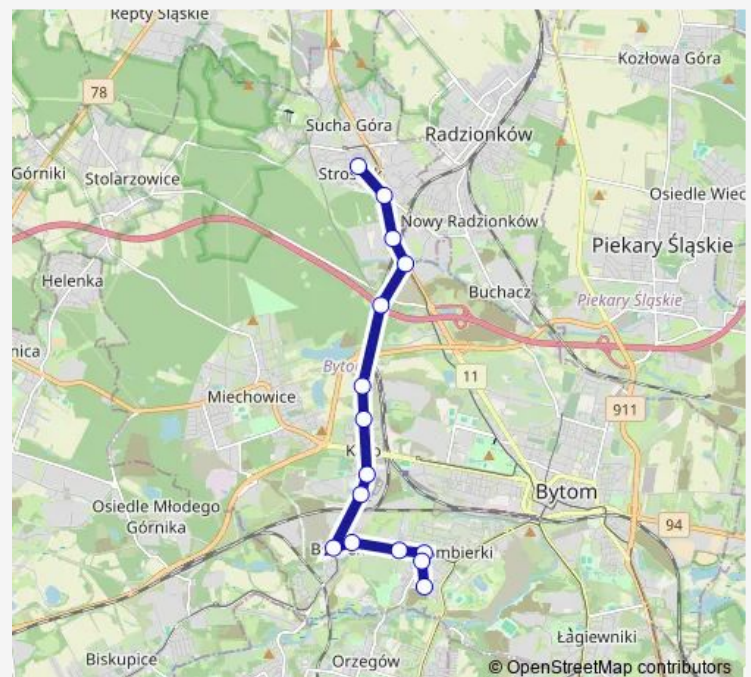 Repty Śląskie
78
Kozłowa Góra
Sucha Góra
Radzionków
Górniki
Stolarzowice
Osiedle Wiec
Nowy Radzionków
Piekary Śląskie
Helenka
Buchacz
Piekary Śląskie
nica
Miechowice
11
911
Bytom
Osiedle Młodego
Górnika
94
mbierki
Łagiewniki
Biskupice
Orzegów
© OpenStreetMap contributors